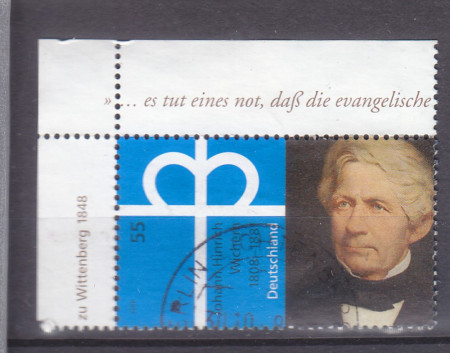 » … es tut eines not, daß die evangelische
zu Wittenberg 1848
55
Johann Hinrich
Wichern
1808–1881
Deutschland